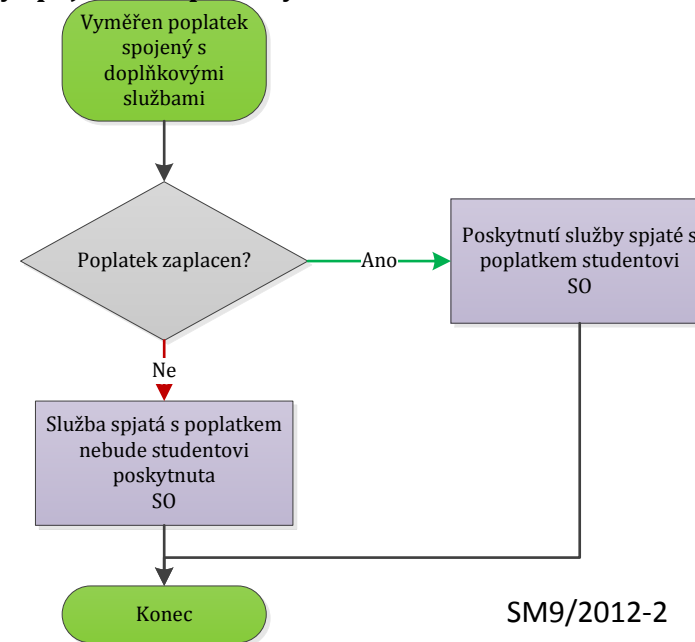 Vyměřen poplatek
spojený s
doplňkovými
službami
Poplatek zaplacen?
Ano
Poskytnutí služby spjaté s
poplatkem studentovi
SO
Ne
Služba spjatá s poplatkem
nebude studentovi
poskytnuta
SO
Konec
SM9/2012-2